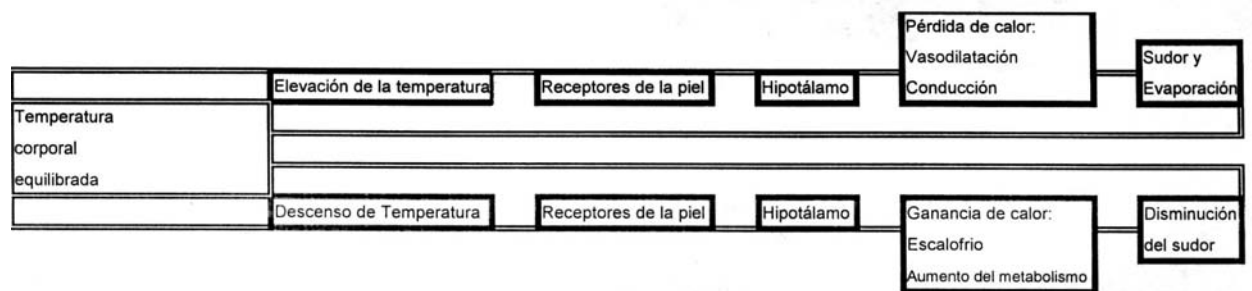 Elevación de la temperatura
Receptores de la piel
Hipotálamo
Pérdida de calor:
Vasodilatación
Conducción
Sudor y
Evaporación
Temperatura
corporal
equilibrada
Descenso de Temperatura
Receptores de la piel
Hipotálamo
Ganancia de calor:
Escalofrio
Aumento del metabolismo
Disminución
del sudor